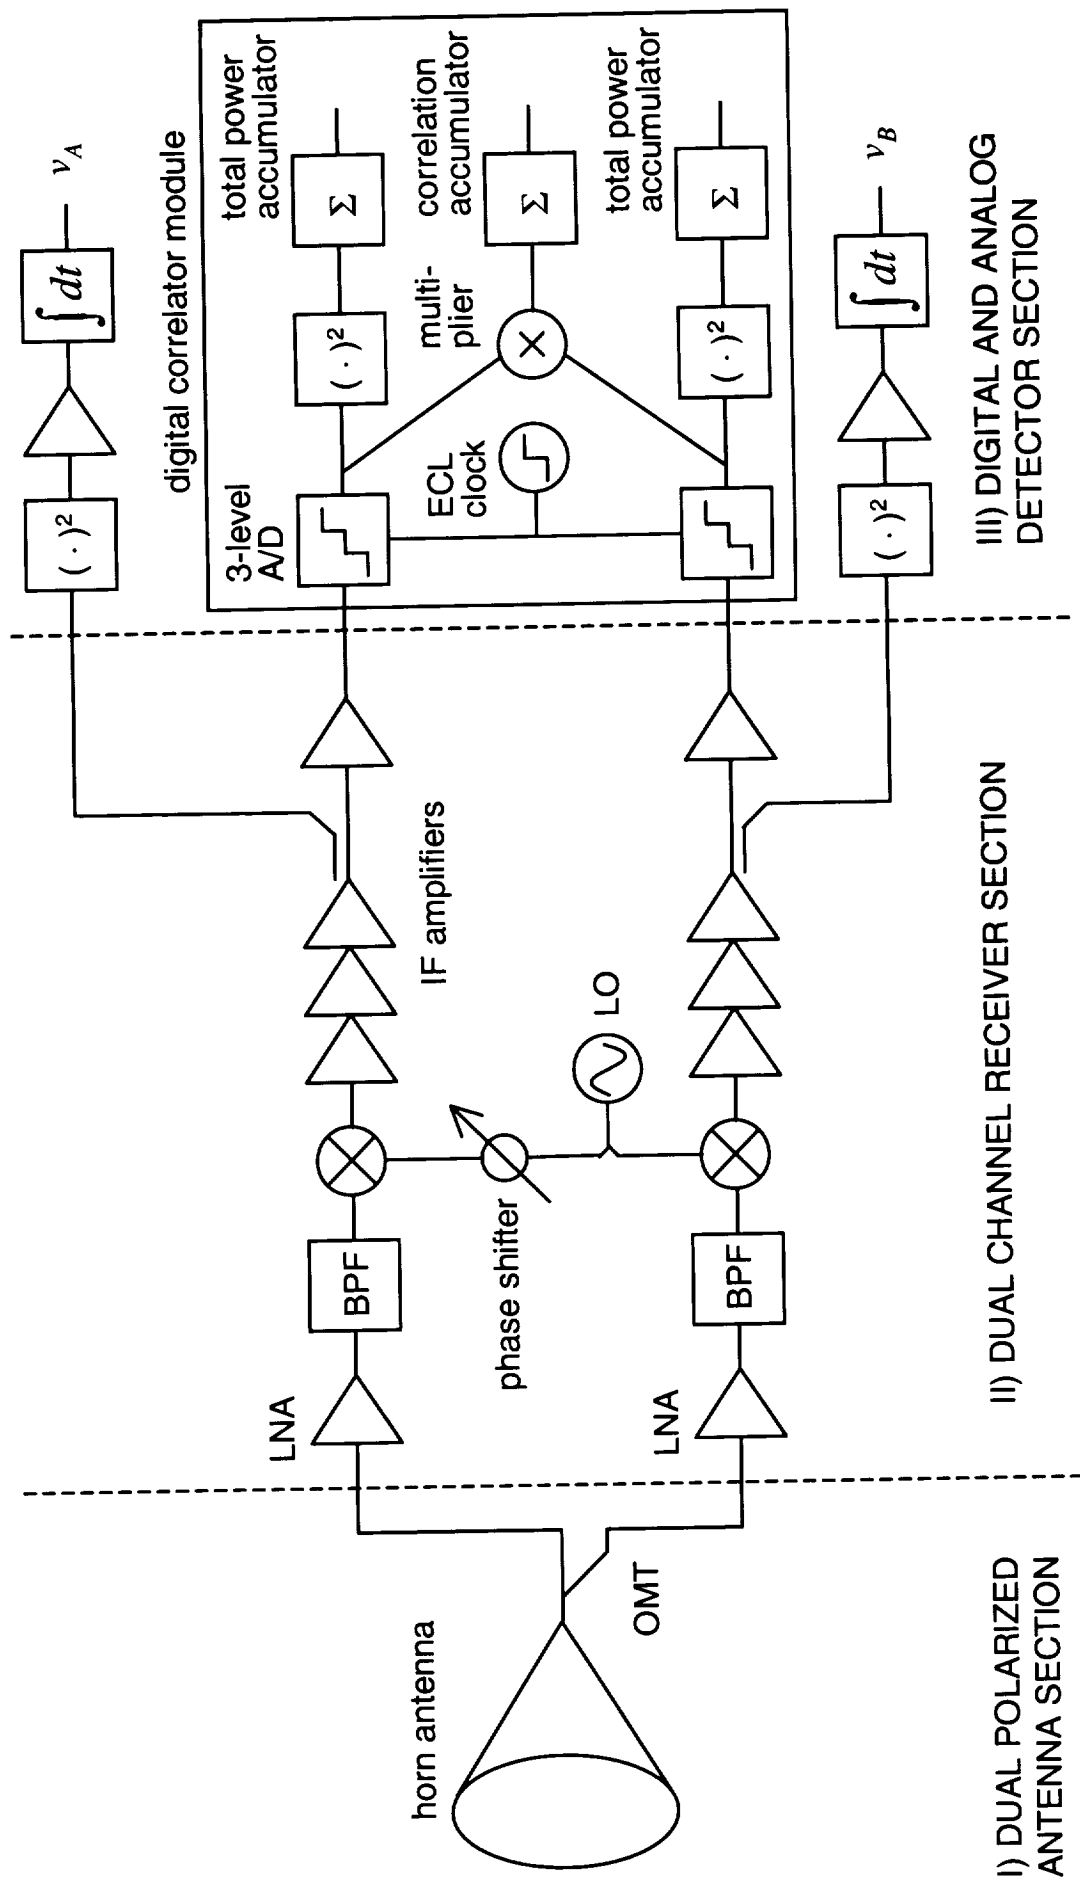 horn antenna
OMT
I) DUAL POLARIZED
ANTENNA SECTION
LNA
BPF
phase shifter
LO
IF amplifiers
LNA
BPF
II) DUAL CHANNEL RECEIVER SECTION
( · )²
∫ dt
v_A
digital correlator module
3-level
A/D
( · )²
Σ
total power
accumulator
ECL
clock
multi-
plier
Σ
correlation
accumulator
( · )²
Σ
total power
accumulator
( · )²
∫ dt
v_B
III) DIGITAL AND ANALOG
DETECTOR SECTION